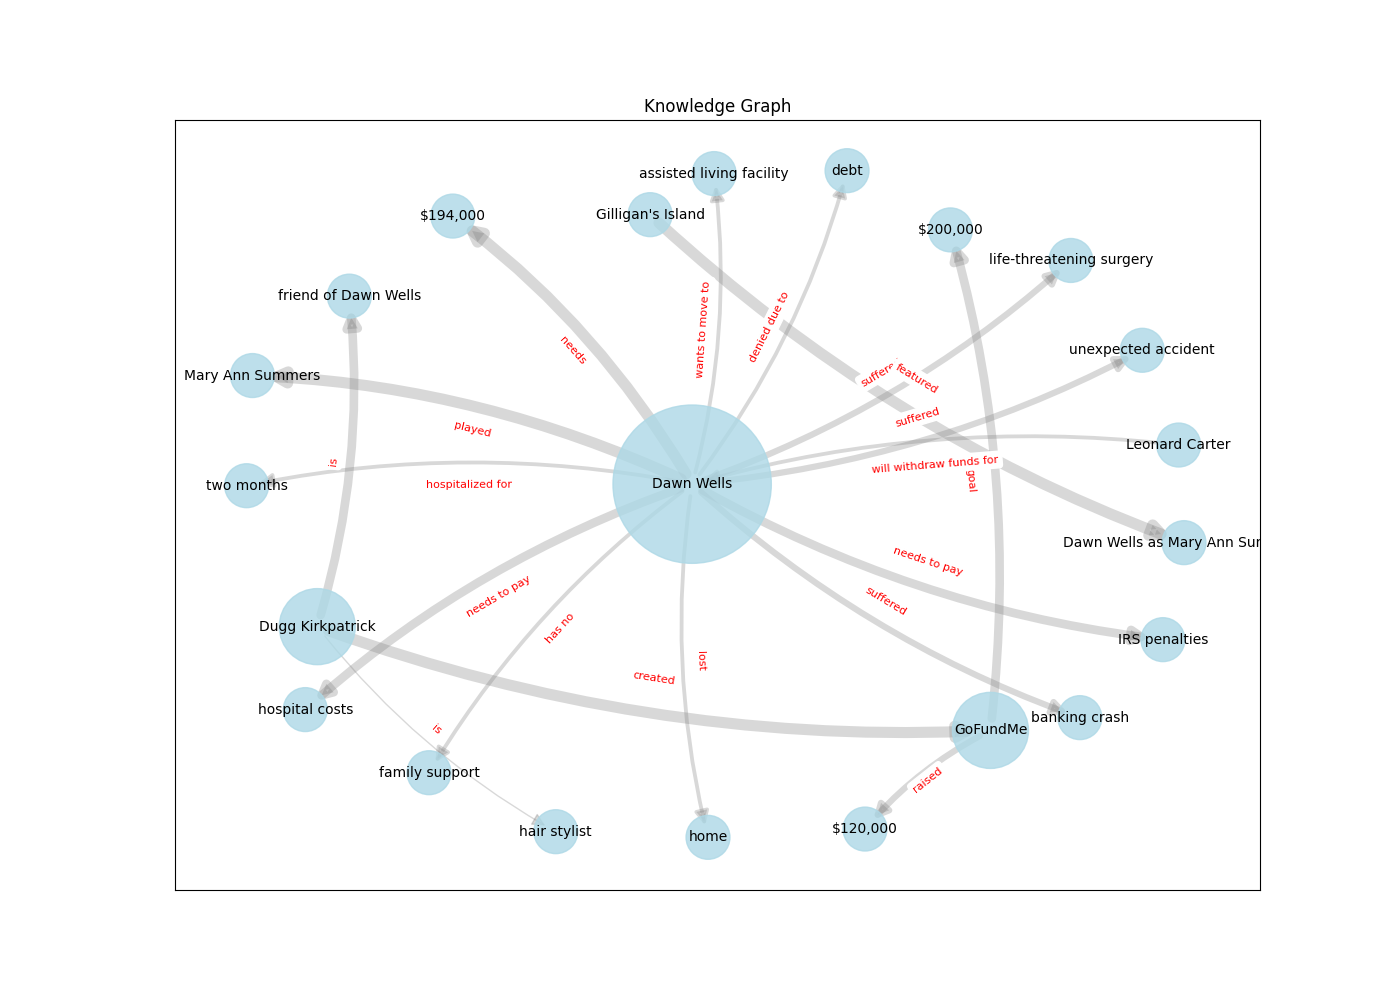 Knowledge Graph
assisted living facility
debt
Gilligan's Island
$194,000
$200,000
life-threatening surgery
friend of Dawn Wells
wants to move to
denied due to
needs
unexpected accident
Mary Ann Summers
featured
suffered
played
Leonard Carter
is
will withdraw funds for
goal
two months
hospitalized for
Dawn Wells
Dawn Wells as Mary Ann Sur
needs to pay
needs to pay
suffered
has no
Dugg Kirkpatrick
IRS penalties
lost
created
hospital costs
banking crash
is
GoFundMe
family support
raised
hair stylist
home
$120,000